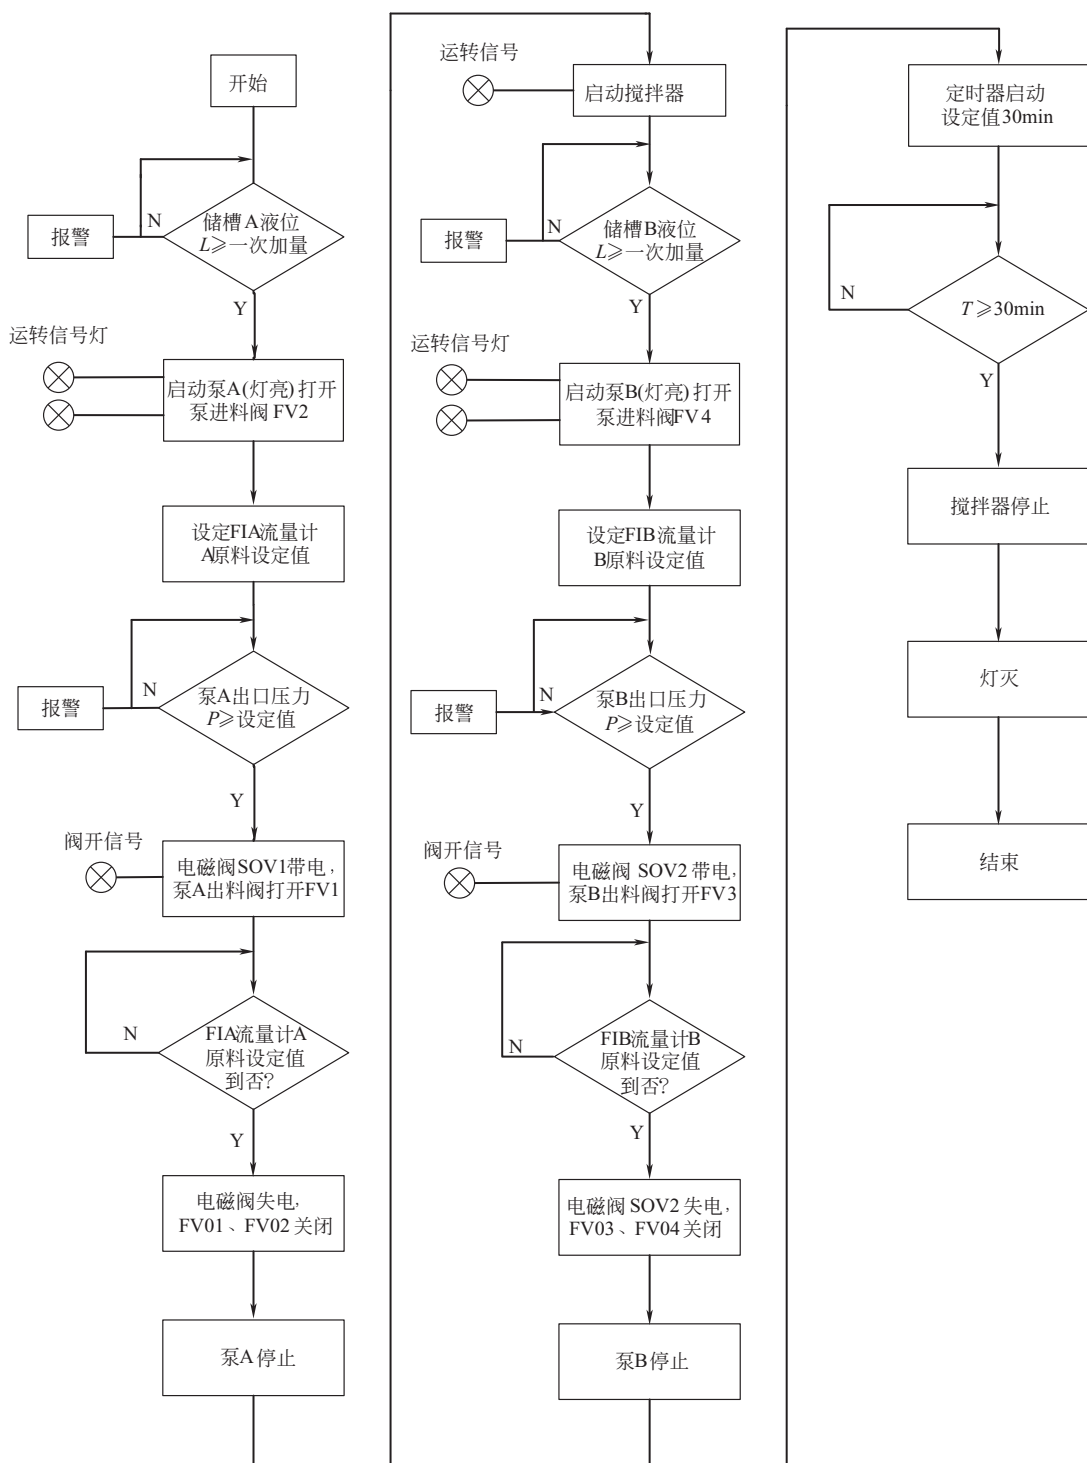 开始
储槽A液位
L≥一次加量
N
报警
Y
运转信号灯
启动泵A(灯亮)打开
泵进料阀FV2
设定FIA流量计
A原料设定值
泵A出口压力
P≥设定值
N
报警
Y
阀开信号
电磁阀SOV1带电,
泵A出料阀打开FV1
FIA流量计A
原料设定值
到否?
N
Y
电磁阀失电,
FV01、FV02关闭
泵A停止
运转信号
启动搅拌器
储槽B液位
L≥一次加量
N
报警
Y
运转信号灯
启动泵B(灯亮)打开
泵进料阀FV4
设定FIB流量计
B原料设定值
泵B出口压力
P≥设定值
N
报警
Y
阀开信号
电磁阀 SOV2 带电,
泵B出料阀打开FV3
FIB流量计B
原料设定值
到否?
N
Y
电磁阀 SOV2 失电,
FV03、FV04关闭
泵B停止
定时器启动
设定值30min
T≥30min
N
Y
搅拌器停止
灯灭
结束